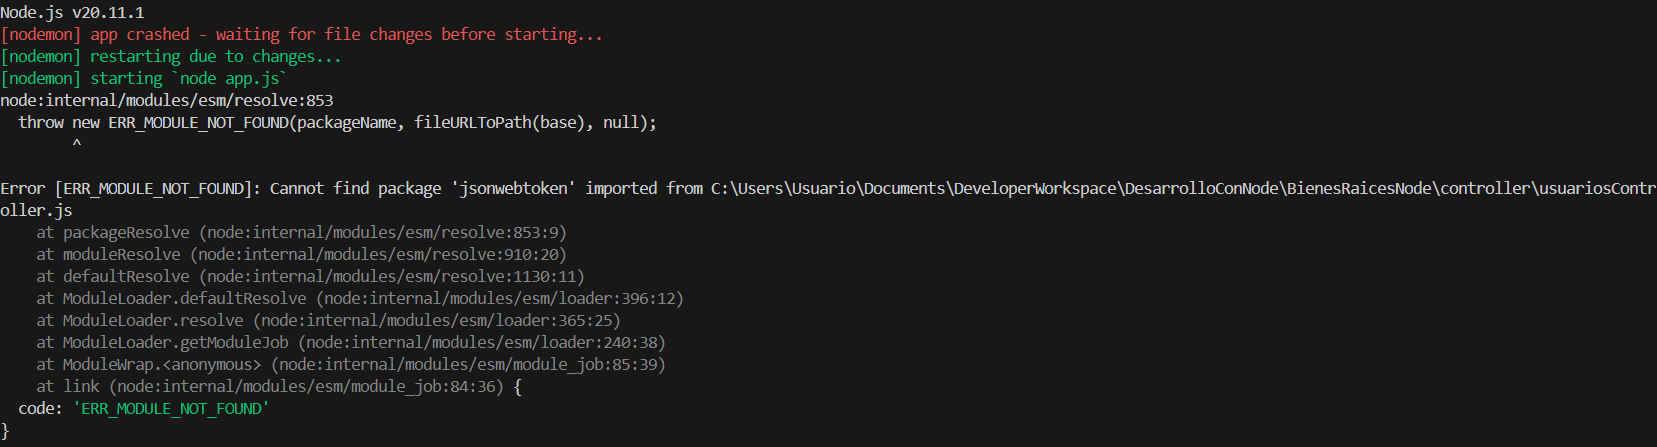 Node.js v20.11.1
[nodemon] app crashed - waiting for file changes before starting...
[nodemon] restarting due to changes...
[nodemon] starting `node app.js`
node:internal/modules/esm/resolve:853
  throw new ERR_MODULE_NOT_FOUND(packageName, fileURLToPath(base), null);
        ^

Error [ERR_MODULE_NOT_FOUND]: Cannot find package 'jsonwebtoken' imported from C:\Users\Usuario\Documents\DeveloperWorkspace\DesarrolloConNode\BienesRaicesNode\controller\usuariosContr
oller.js
    at packageResolve (node:internal/modules/esm/resolve:853:9)
    at moduleResolve (node:internal/modules/esm/resolve:910:20)
    at defaultResolve (node:internal/modules/esm/resolve:1130:11)
    at ModuleLoader.defaultResolve (node:internal/modules/esm/loader:396:12)
    at ModuleLoader.resolve (node:internal/modules/esm/loader:365:25)
    at ModuleLoader.getModuleJob (node:internal/modules/esm/loader:240:38)
    at ModuleWrap.<anonymous> (node:internal/modules/esm/module_job:85:39)
    at link (node:internal/modules/esm/module_job:84:36) {
  code: 'ERR_MODULE_NOT_FOUND'
}